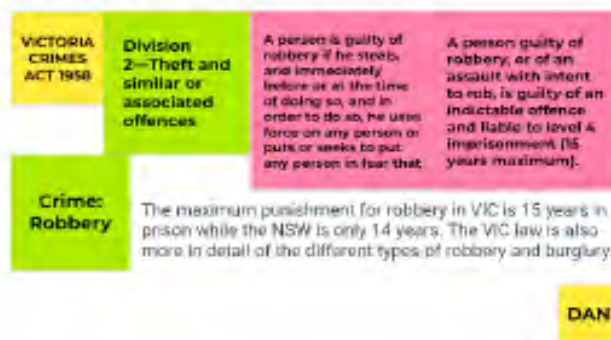 VICTORIA
CRIMES
ACT 1958
Division
2—Theft and
similar or
associated
offences
A person is guilty of
robbery if he steals,
and immediately
before or at the time
of doing so, and in
order to do so, he uses
force on any person or
puts or seeks to put
any person in fear that
A person guilty of
robbery, or of an
assault with intent
to rob, is guilty of an
indictable offence
and liable to level 4
imprisonment (15
years maximum).
Crime:
Robbery
The maximum punishment for robbery in VIC is 15 years in
prison while the NSW is only 14 years. The VIC law is also
more in detail of the different types of robbery and burglury
DAN